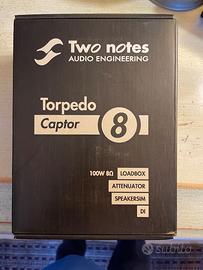 Two notes
AUDIO ENGINEERING
Torpedo
Captor 8
100W 8Ω
LOADBOX
ATTENUATOR
SPEAKERSIM
DI
subito